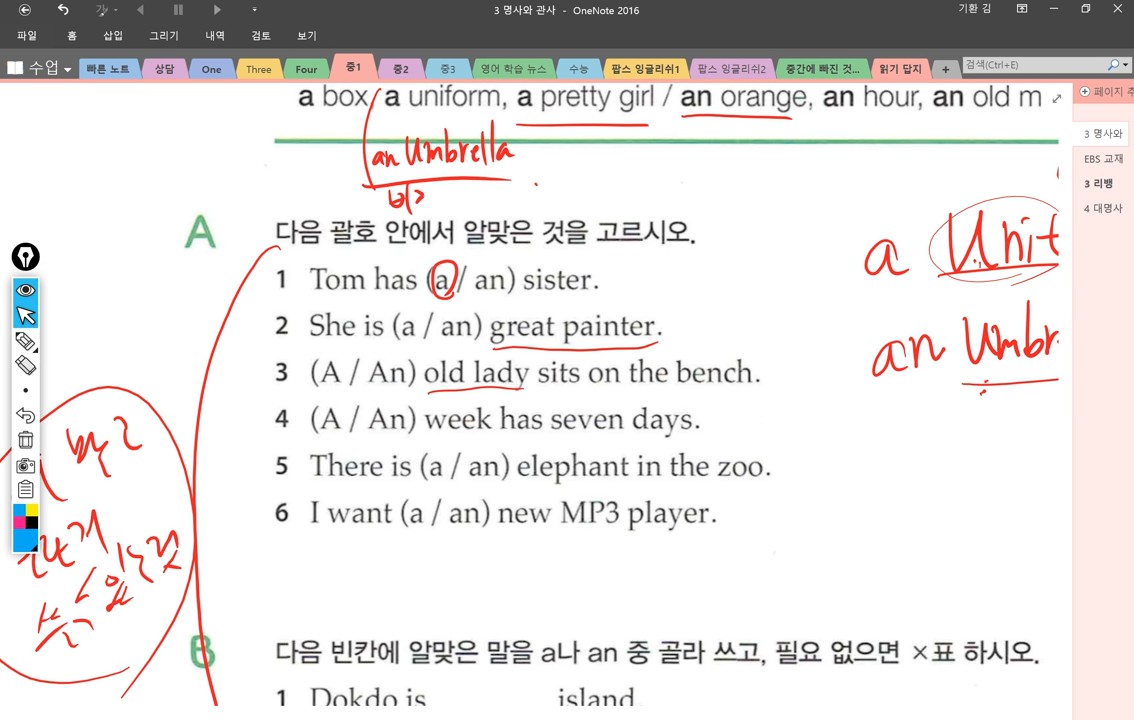 3 명사와 관사 - OneNote 2016
기환 김
파일 홈 삽입 그리기 내역 검토 보기
수업 빠른 노트 상담 One Three Four 중1 중2 중3 영어 학습 뉴스 수능 팝스 잉글리쉬1 팝스 잉글리쉬2 중간에 빠진 것... 읽기 답지 + 검색(Ctrl+E)
페이지 추
3 명사와
EBS 교재
3 리뱅
4 대명사
a box, a uniform, a pretty girl / an orange, an hour, an old m
an umbrella
A 다음 괄호 안에서 알맞은 것을 고르시오.
1 Tom has (a / an) sister.
2 She is (a / an) great painter.
3 (A / An) old lady sits on the bench.
4 (A / An) week has seven days.
5 There is (a / an) elephant in the zoo.
6 I want (a / an) new MP3 player.
a Unit
an umbr
B 다음 빈칸에 알맞은 말을 a나 an 중 골라 쓰고, 필요 없으면 ×표 하시오.
1 Dokdo is island.